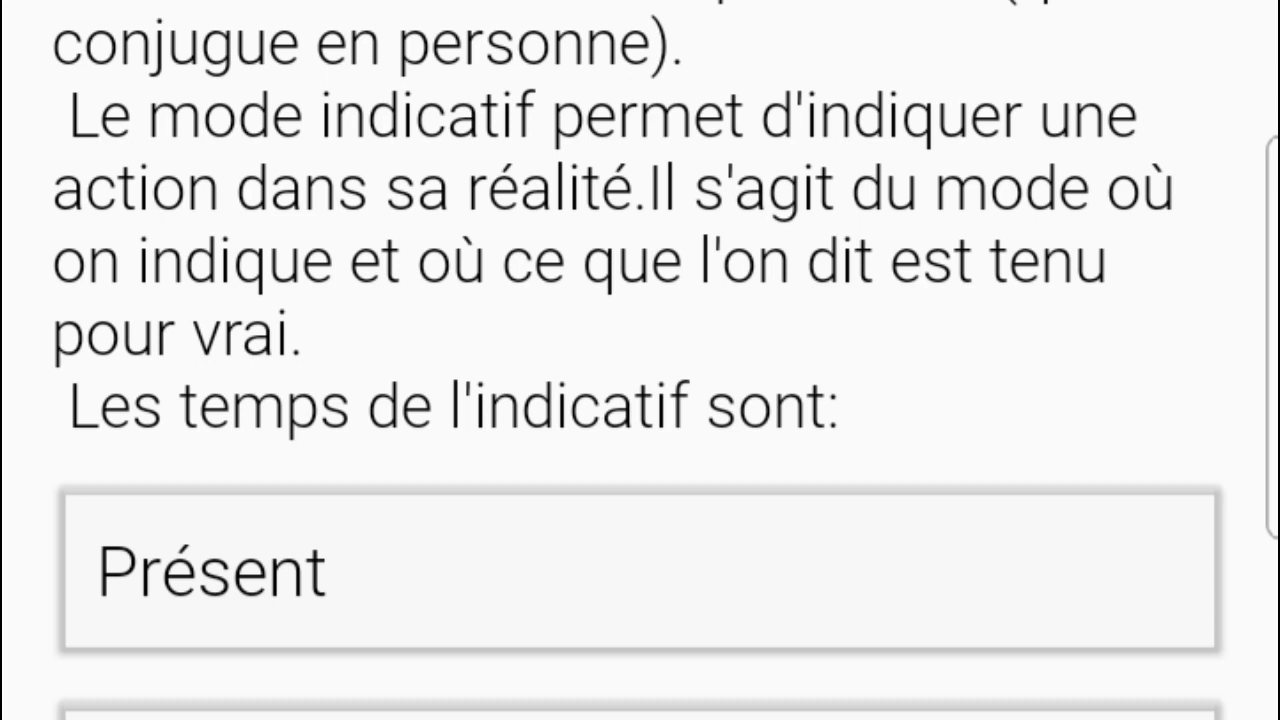 conjugue en personne).
Le mode indicatif permet d'indiquer une
action dans sa réalité.Il s'agit du mode où
on indique et où ce que l'on dit est tenu
pour vrai.
Les temps de l'indicatif sont:
Présent